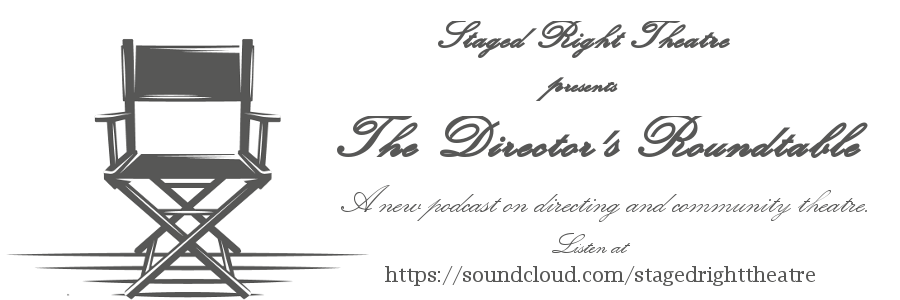 Staged Right Theatre
presents
The Director's Roundtable
A new podcast on directing and community theatre.
Listen at
https://soundcloud.com/stagedrighttheatre